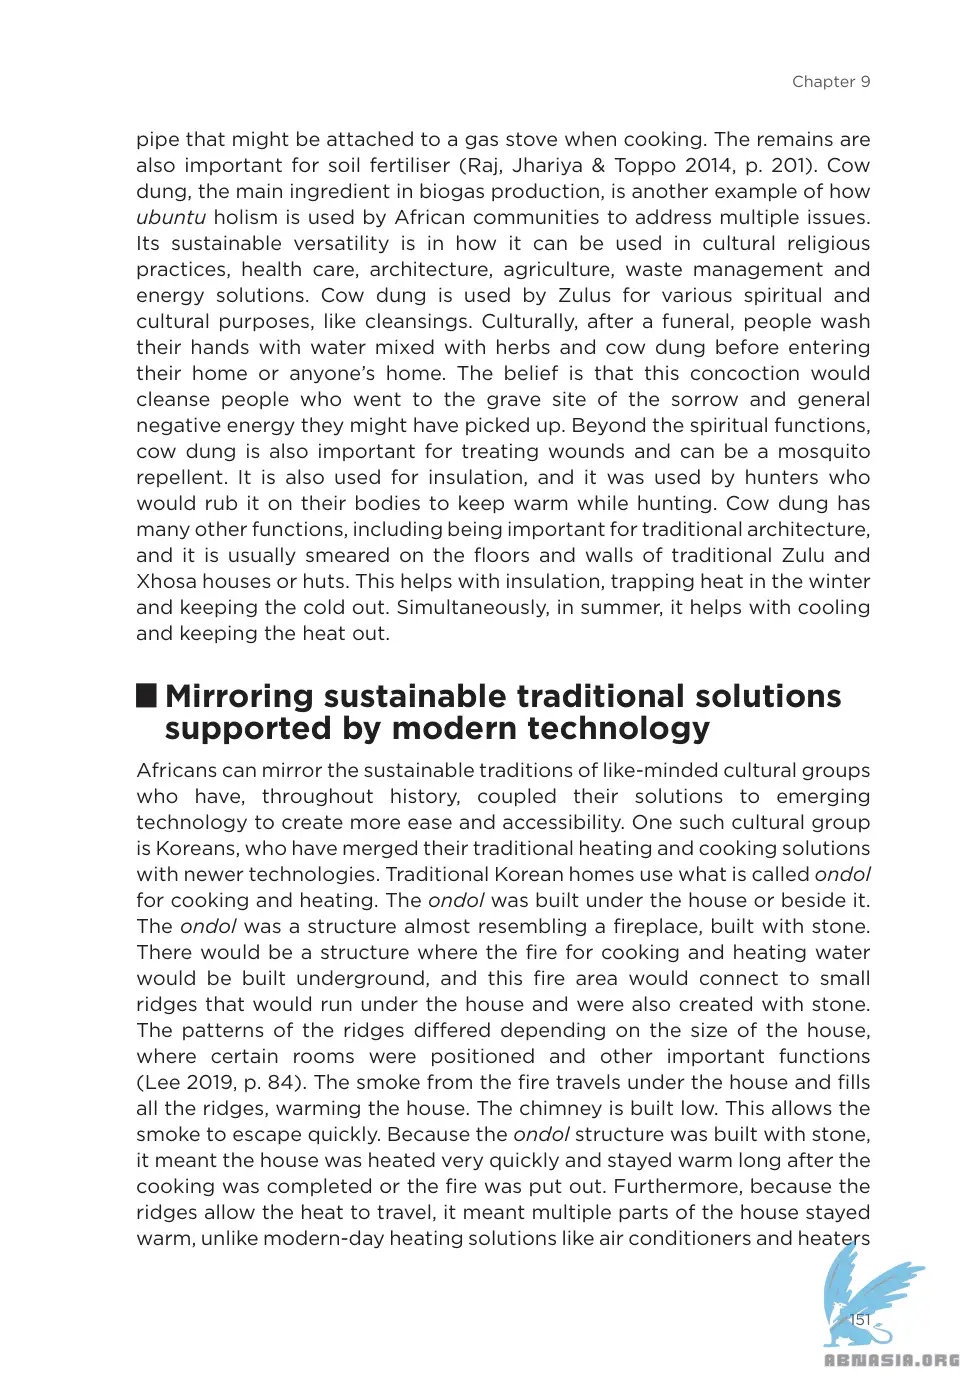 Chapter 9
pipe that might be attached to a gas stove when cooking. The remains are
also important for soil fertiliser (Raj, Jhariya & Toppo 2014, p. 201). Cow
dung, the main ingredient in biogas production, is another example of how
ubuntu holism is used by African communities to address multiple issues.
Its sustainable versatility is in how it can be used in cultural religious
practices, health care, architecture, agriculture, waste management and
energy solutions. Cow dung is used by Zulus for various spiritual and
cultural purposes, like cleansings. Culturally, after a funeral, people wash
their hands with water mixed with herbs and cow dung before entering
their home or anyone’s home. The belief is that this concoction would
cleanse people who went to the grave site of the sorrow and general
negative energy they might have picked up. Beyond the spiritual functions,
cow dung is also important for treating wounds and can be a mosquito
repellent. It is also used for insulation, and it was used by hunters who
would rub it on their bodies to keep warm while hunting. Cow dung has
many other functions, including being important for traditional architecture,
and it is usually smeared on the floors and walls of traditional Zulu and
Xhosa houses or huts. This helps with insulation, trapping heat in the winter
and keeping the cold out. Simultaneously, in summer, it helps with cooling
and keeping the heat out.
Mirroring sustainable traditional solutions
supported by modern technology
Africans can mirror the sustainable traditions of like-minded cultural groups
who have, throughout history, coupled their solutions to emerging
technology to create more ease and accessibility. One such cultural group
is Koreans, who have merged their traditional heating and cooking solutions
with newer technologies. Traditional Korean homes use what is called ondol
for cooking and heating. The ondol was built under the house or beside it.
The ondol was a structure almost resembling a fireplace, built with stone.
There would be a structure where the fire for cooking and heating water
would be built underground, and this fire area would connect to small
ridges that would run under the house and were also created with stone.
The patterns of the ridges differed depending on the size of the house,
where certain rooms were positioned and other important functions
(Lee 2019, p. 84). The smoke from the fire travels under the house and fills
all the ridges, warming the house. The chimney is built low. This allows the
smoke to escape quickly. Because the ondol structure was built with stone,
it meant the house was heated very quickly and stayed warm long after the
cooking was completed or the fire was put out. Furthermore, because the
ridges allow the heat to travel, it meant multiple parts of the house stayed
warm, unlike modern-day heating solutions like air conditioners and heaters
151
ABNASIA.ORG